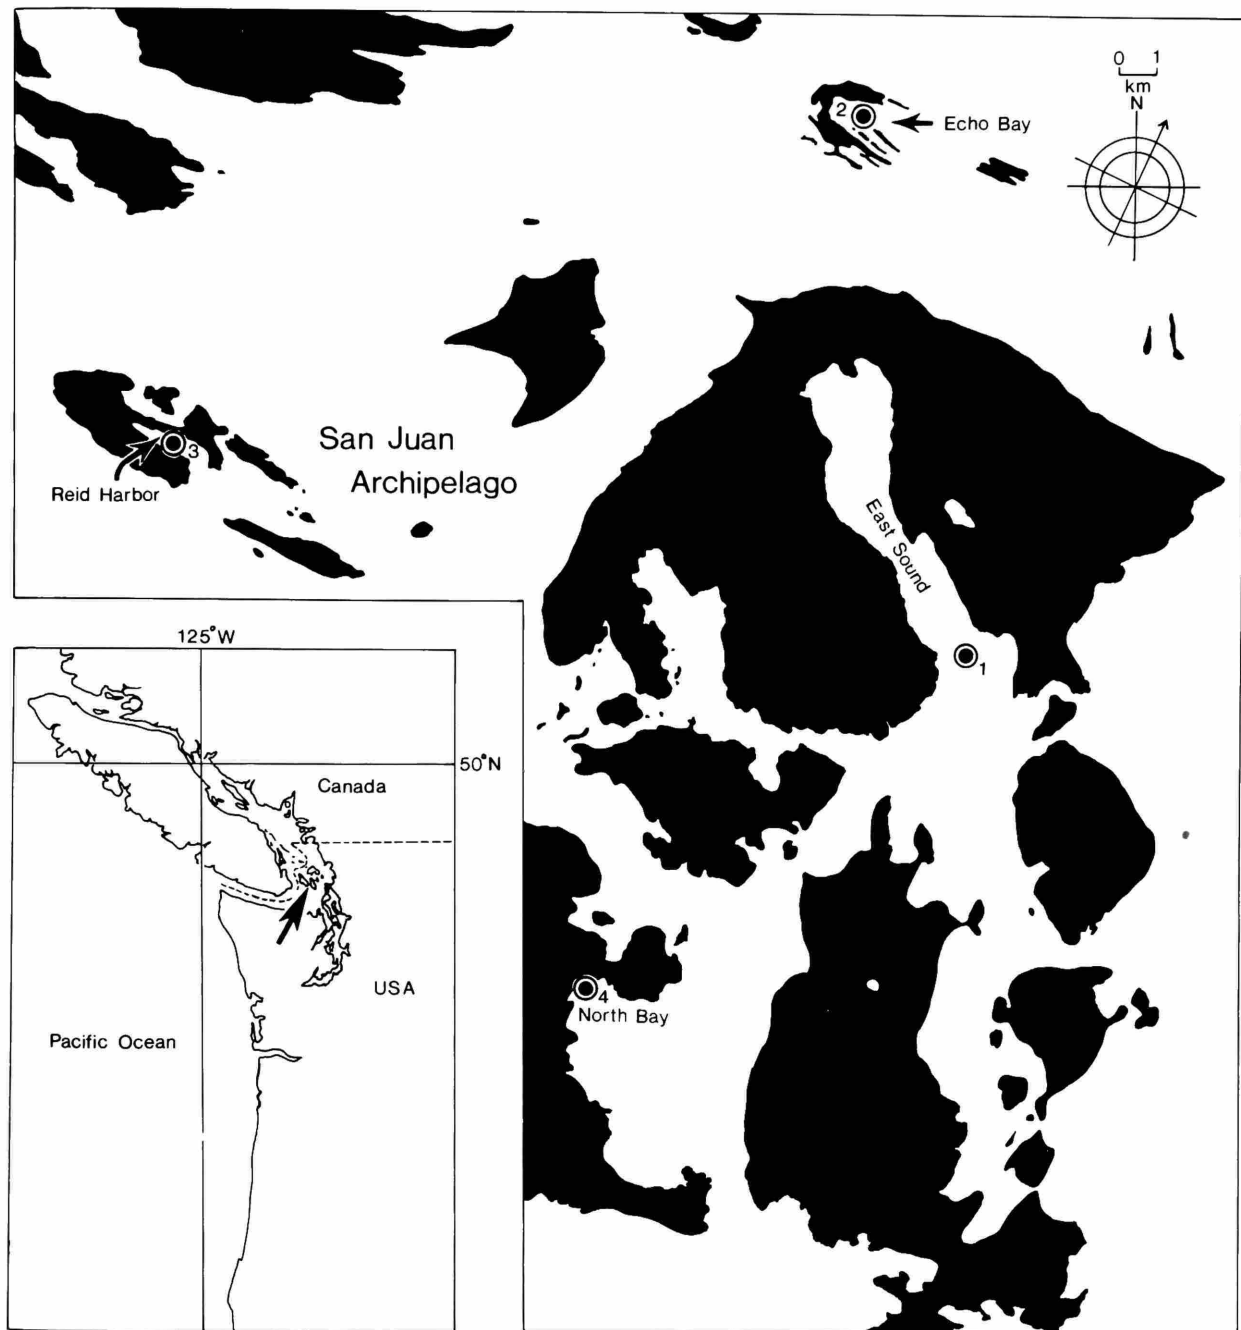 0 1
km
N
2
Echo Bay
3
Reid Harbor
San Juan
Archipelago
East Sound
1
125°W
50°N
Canada
USA
Pacific Ocean
4
North Bay